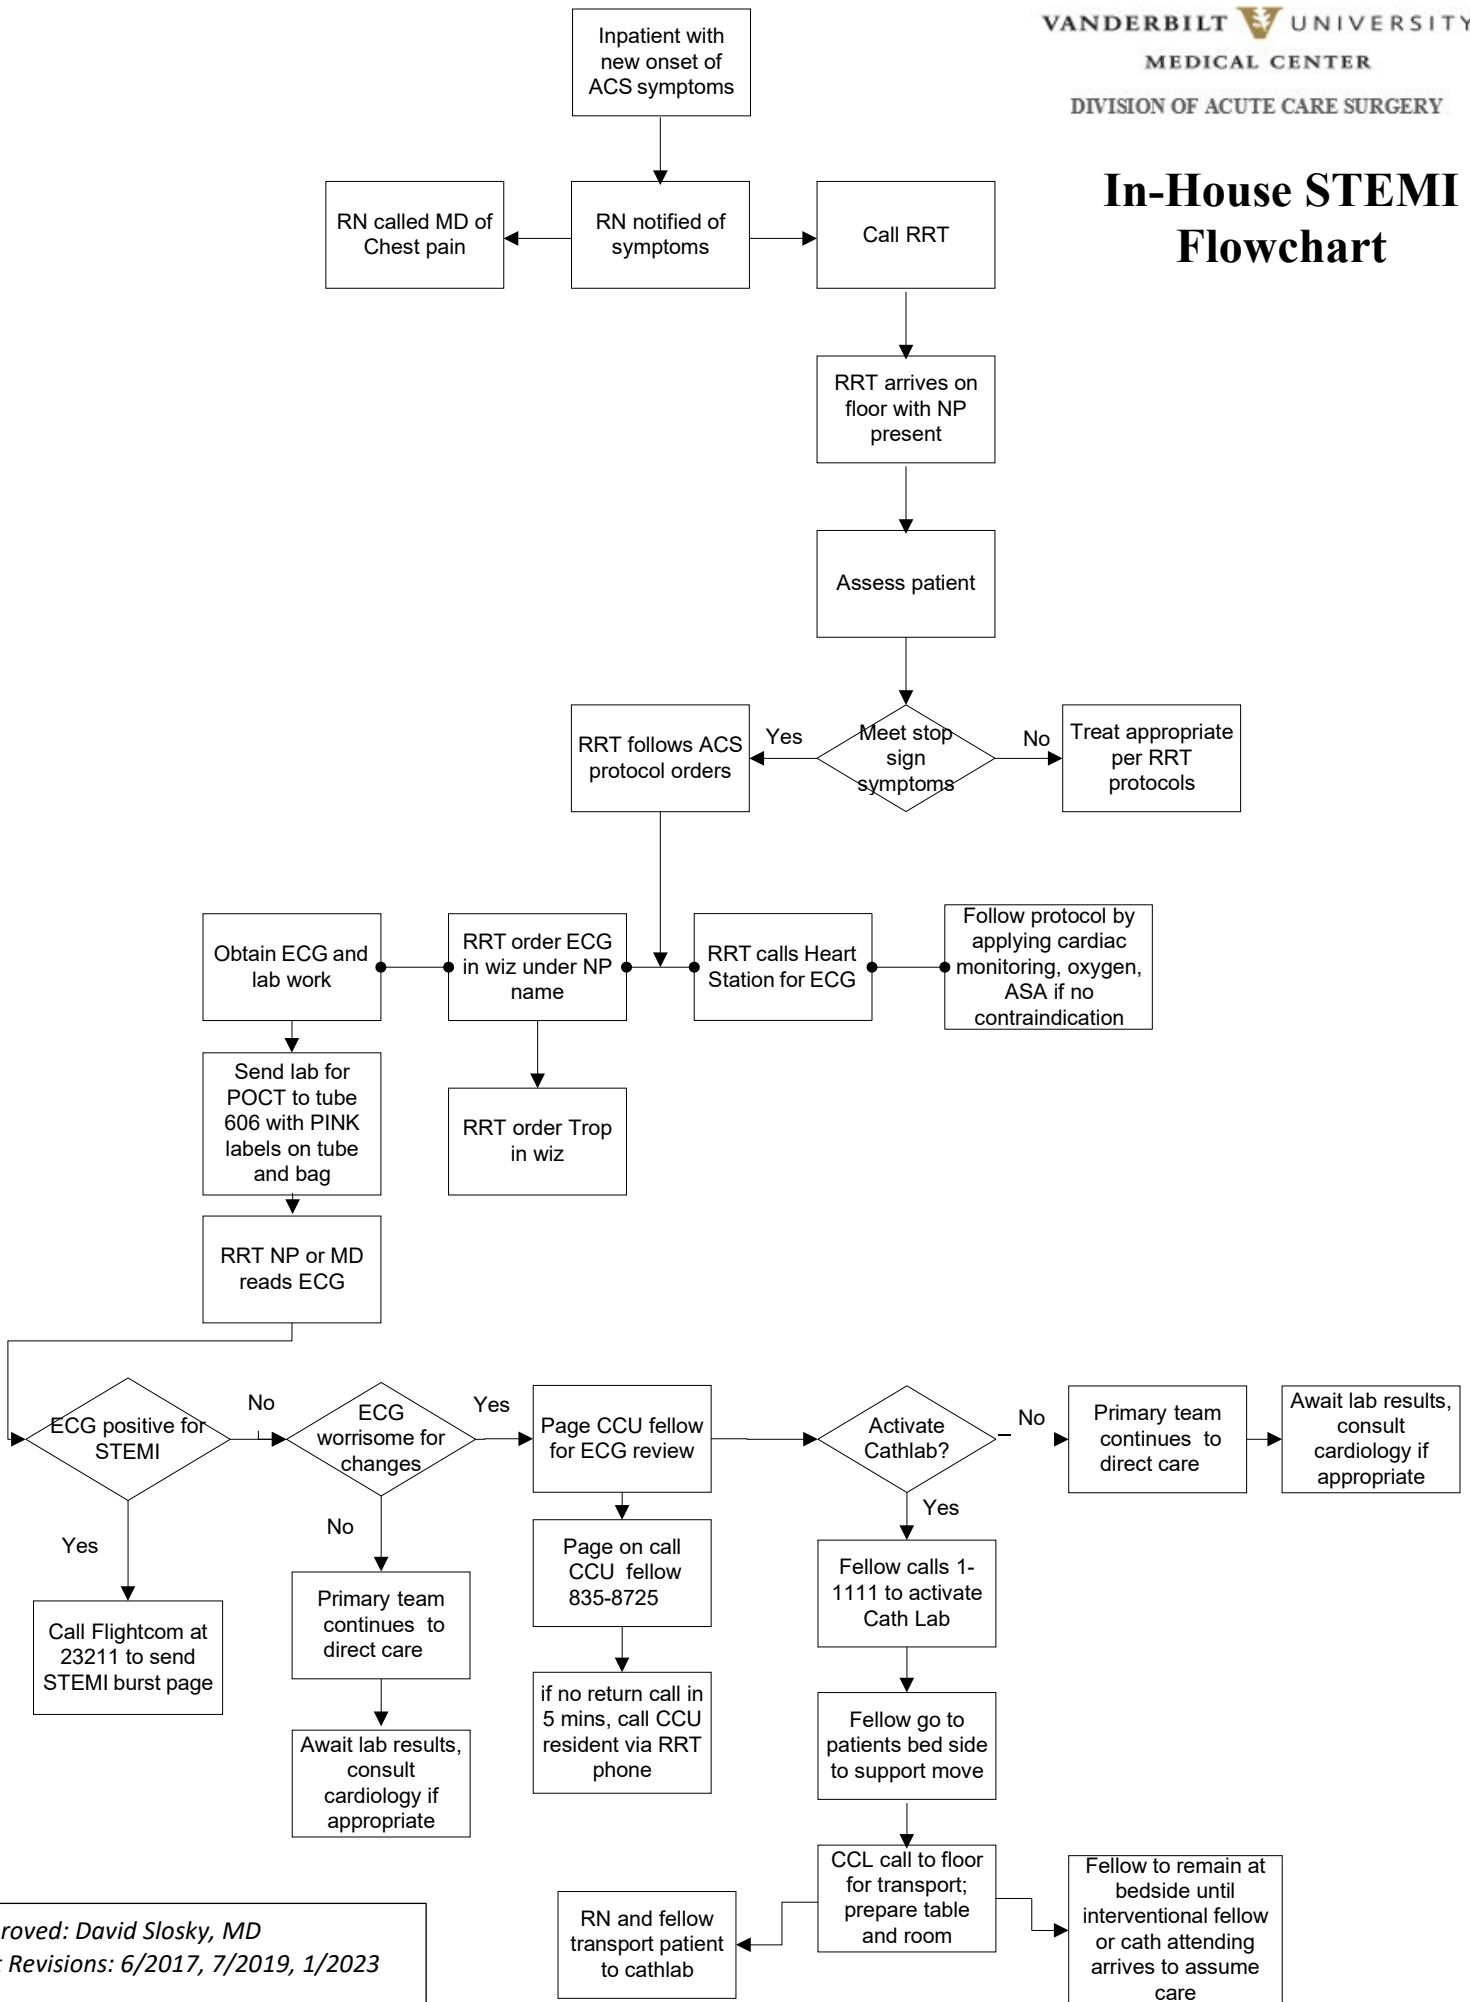 VANDERBILT UNIVERSITY
MEDICAL CENTER
DIVISION OF ACUTE CARE SURGERY
In-House STEMI
Flowchart
Inpatient with
new onset of
ACS symptoms
RN called MD of
Chest pain
RN notified of
symptoms
Call RRT
RRT arrives on
floor with NP
present
Assess patient
Meet stop
sign
symptoms
Yes
No
RRT follows ACS
protocol orders
Treat appropriate
per RRT
protocols
Obtain ECG and
lab work
RRT order ECG
in wiz under NP
name
RRT calls Heart
Station for ECG
Follow protocol by
applying cardiac
monitoring, oxygen,
ASA if no
contraindication
Send lab for
POCT to tube
606 with PINK
labels on tube
and bag
RRT order Trop
in wiz
RRT NP or MD
reads ECG
ECG positive for
STEMI
No
ECG
worrisome for
changes
Yes
Page CCU fellow
for ECG review
Activate
Cathlab?
No
Primary team
continues to
direct care
Await lab results,
consult
cardiology if
appropriate
Yes
No
Yes
Call Flightcom at
23211 to send
STEMI burst page
Primary team
continues to
direct care
Page on call
CCU fellow
835-8725
Fellow calls 1-
1111 to activate
Cath Lab
Await lab results,
consult
cardiology if
appropriate
if no return call in
5 mins, call CCU
resident via RRT
phone
Fellow go to
patients bed side
to support move
CCL call to floor
for transport;
prepare table
and room
RN and fellow
transport patient
to cathlab
Fellow to remain at
bedside until
interventional fellow
or cath attending
arrives to assume
care
roved: David Slosky, MD
Revisions: 6/2017, 7/2019, 1/2023